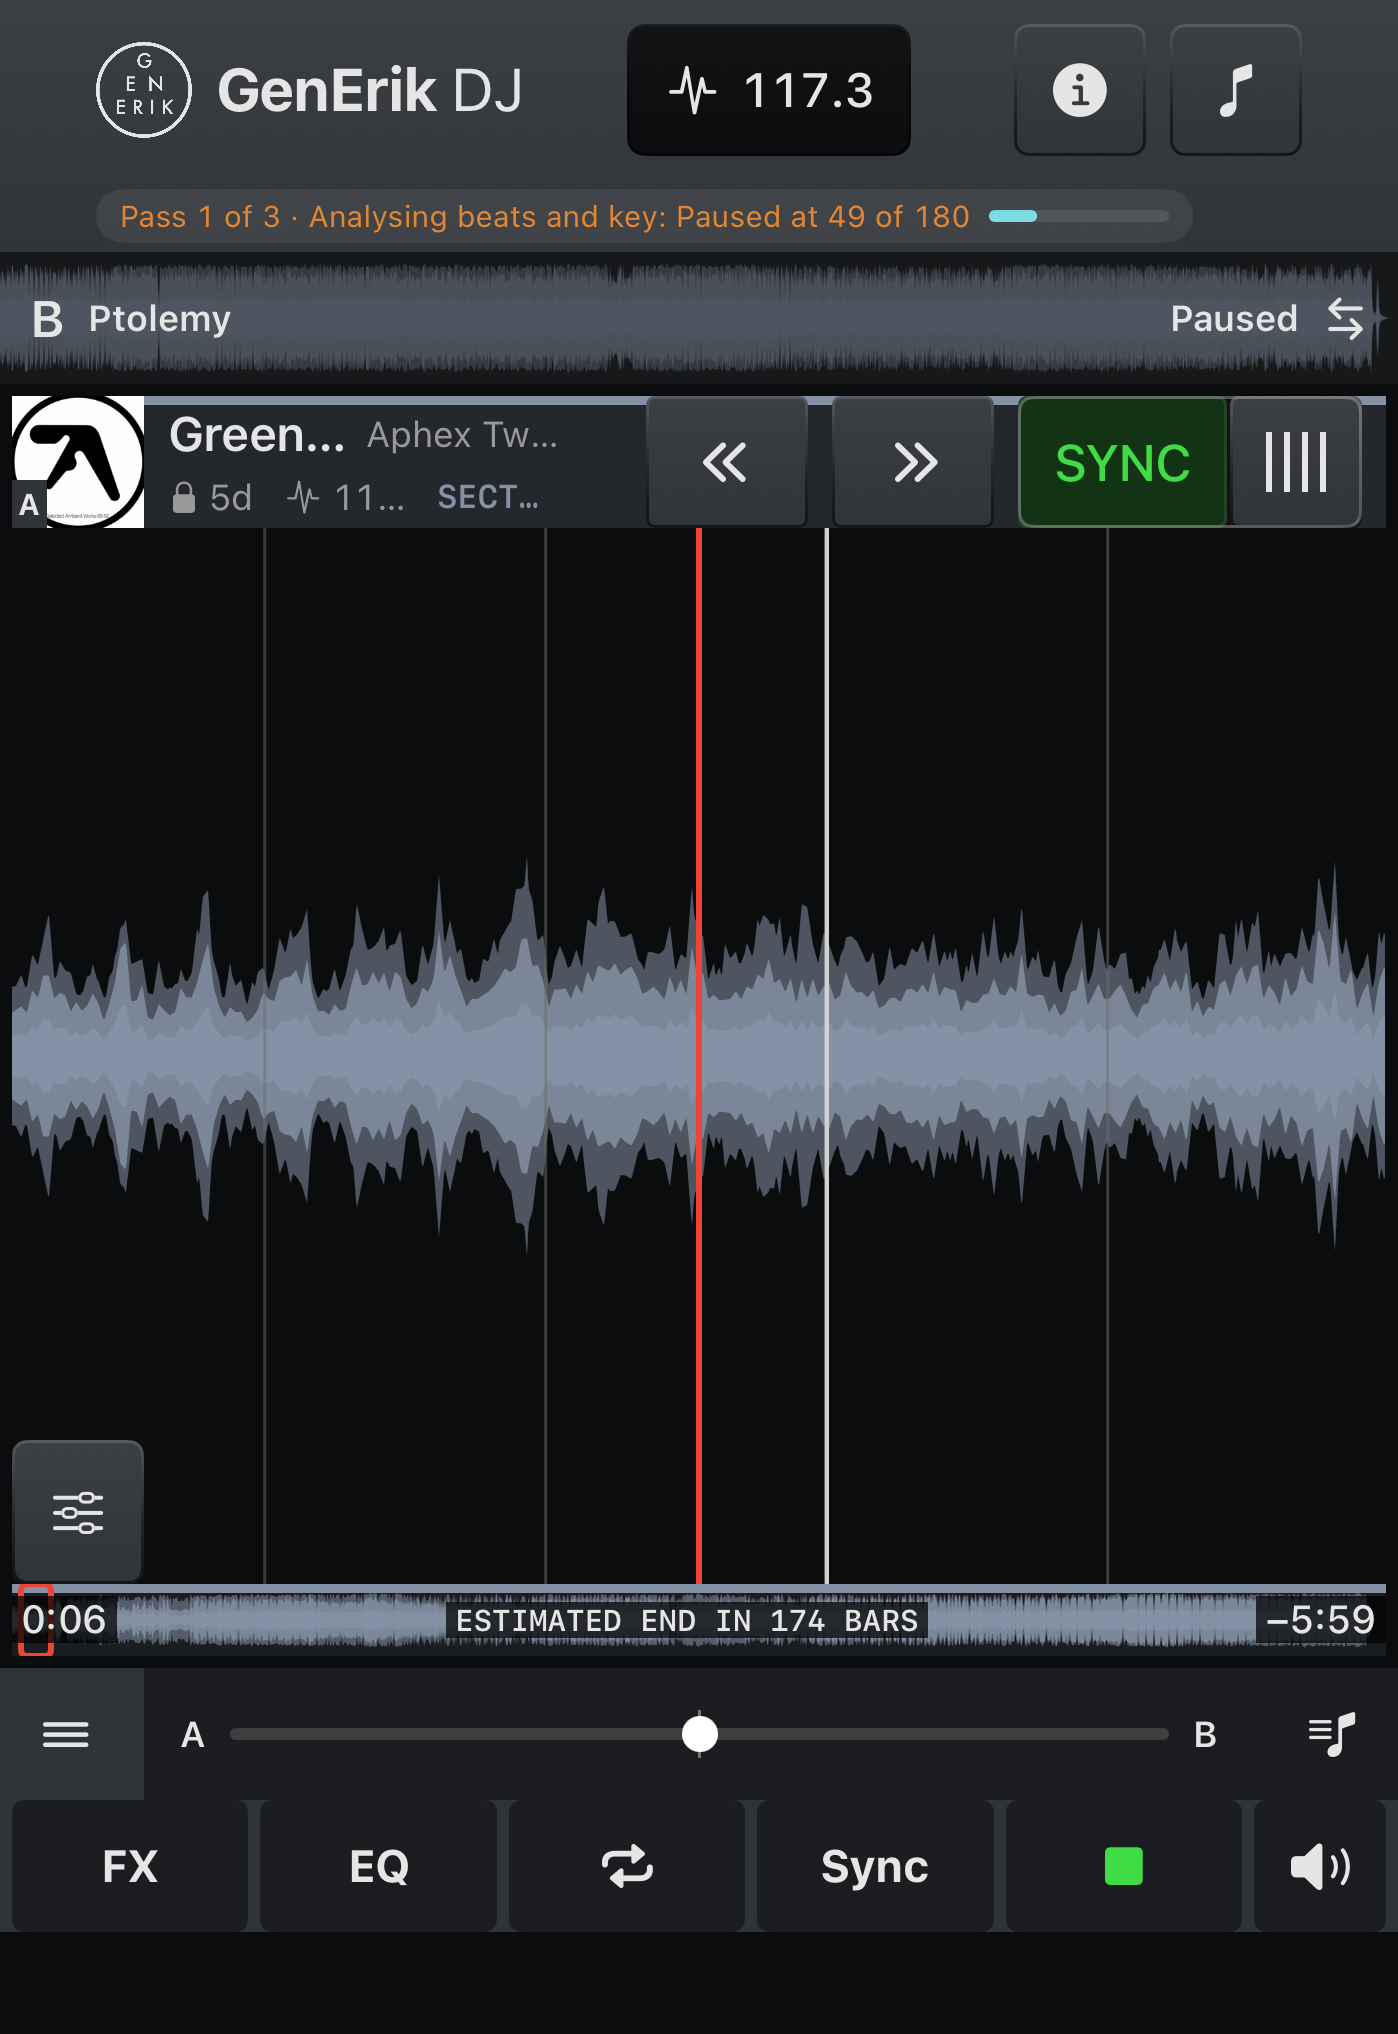 G
E N
ERIK
GenErik DJ
117.3
Pass 1 of 3 · Analysing beats and key: Paused at 49 of 180
B Ptolemy
Paused
A
Green... Aphex Tw...
5d 11... SECT...
SYNC
0:06
ESTIMATED END IN 174 BARS
−5:59
A
B
FX
EQ
Sync